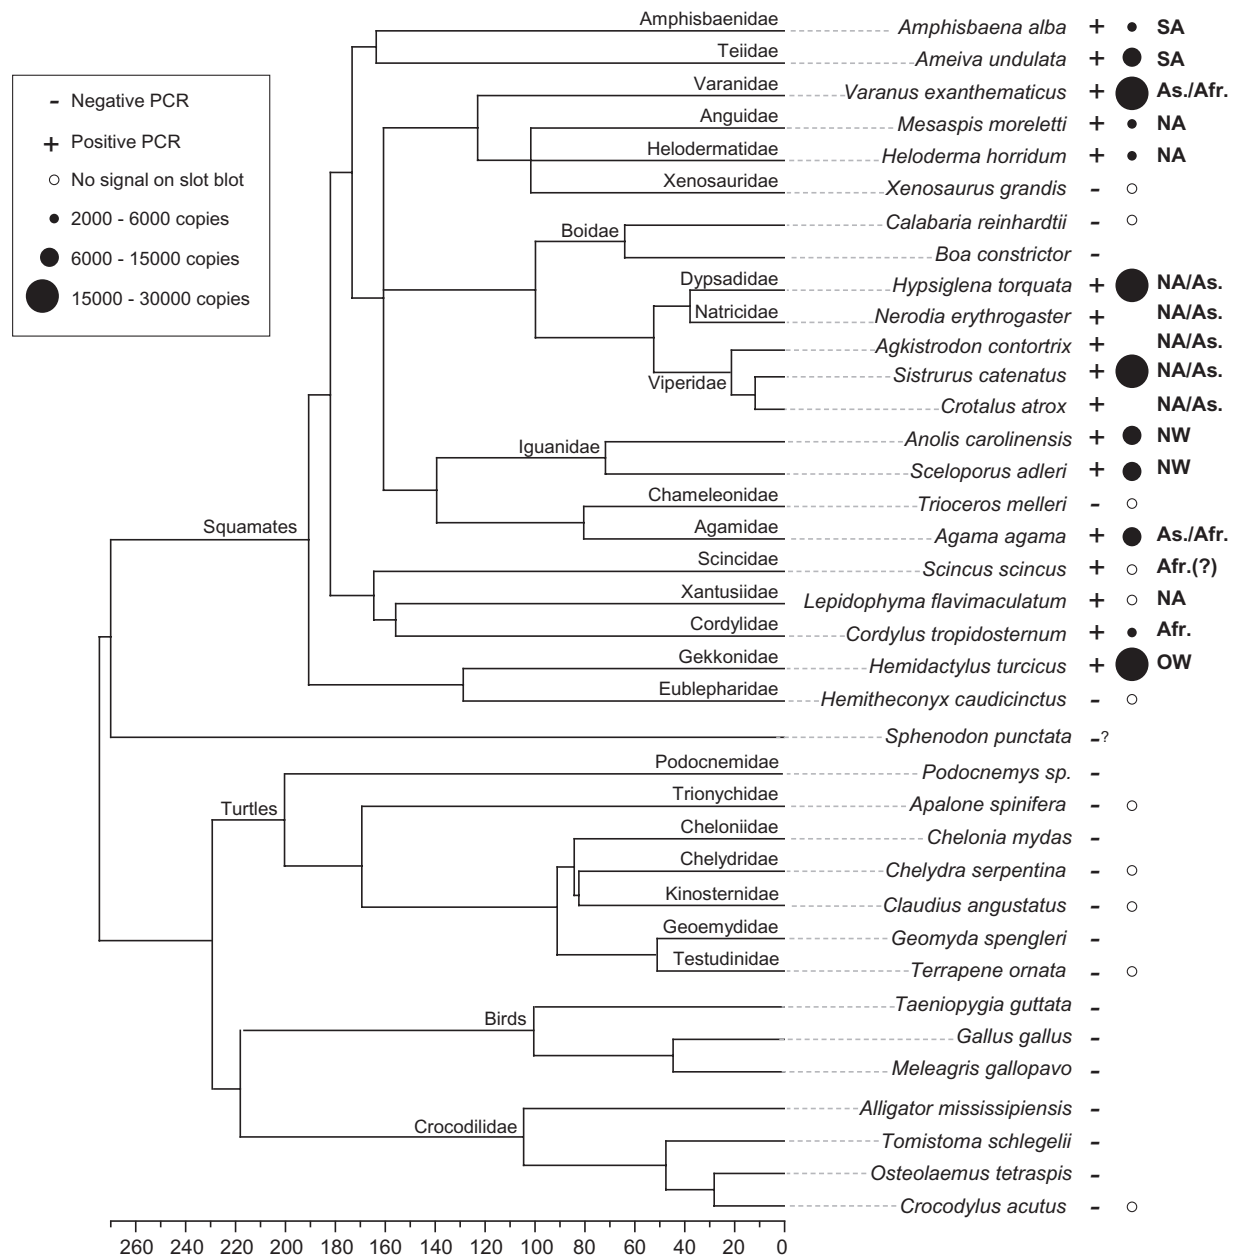 - Negative PCR
+ Positive PCR
No signal on slot blot
2000 - 6000 copies
6000 - 15000 copies
15000 - 30000 copies
Amphisbaenidae Amphisbaena alba + SA
Teiidae Ameiva undulata + SA
Varanidae Varanus exanthematicus + As./Afr.
Anguidae Mesaspis moreletti + NA
Helodermatidae Heloderma horridum + NA
Xenosauridae Xenosaurus grandis -
Calabaria reinhardtii -
Boidae
Boa constrictor -
Dypsadidae Hypsiglena torquata + NA/As.
Natricidae Nerodia erythrogaster + NA/As.
Agkistrodon contortrix + NA/As.
Viperidae Sistrurus catenatus + NA/As.
Crotalus atrox + NA/As.
Iguanidae Anolis carolinensis + NW
Sceloporus adleri + NW
Chameleonidae Trioceros melleri -
Squamates Agamidae Agama agama + As./Afr.
Scincidae Scincus scincus + Afr.(?)
Xantusiidae Lepidophyma flavimaculatum + NA
Cordylidae Cordylus tropidosternum + Afr.
Gekkonidae Hemidactylus turcicus + OW
Eublepharidae Hemitheconyx caudicinctus -
Sphenodon punctata -?
Podocnemidae Podocnemys sp. -
Turtles Trionychidae Apalone spinifera -
Cheloniidae Chelonia mydas -
Chelydridae Chelydra serpentina -
Kinosternidae Claudius angustatus -
Geoemydidae Geomyda spengleri -
Testudinidae Terrapene ornata -
Taeniopygia guttata -
Birds
Gallus gallus -
Meleagris gallopavo -
Alligator mississipiensis -
Crocodilidae
Tomistoma schlegelii -
Osteolaemus tetraspis -
Crocodylus acutus -
260 240 220 200 180 160 140 120 100 80 60 40 20 0